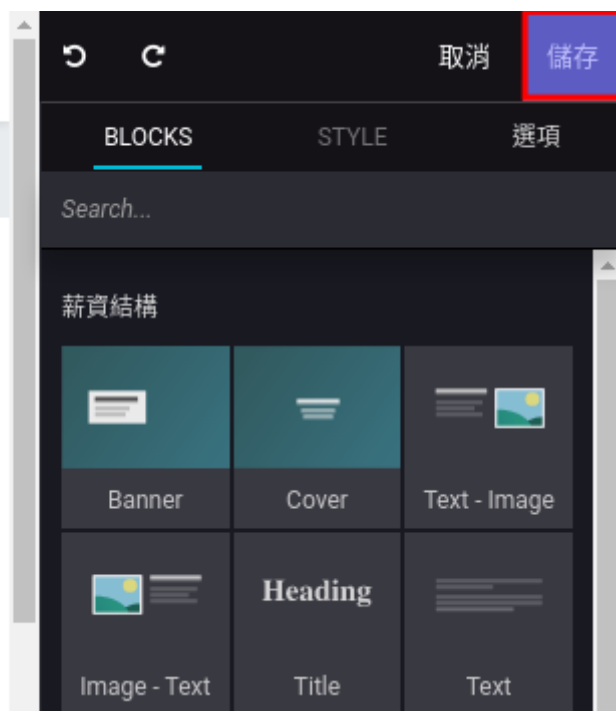 取消 儲存
BLOCKS STYLE 選項
Search...
薪資結構
Banner Cover Text - Image
Heading
Image - Text Title Text